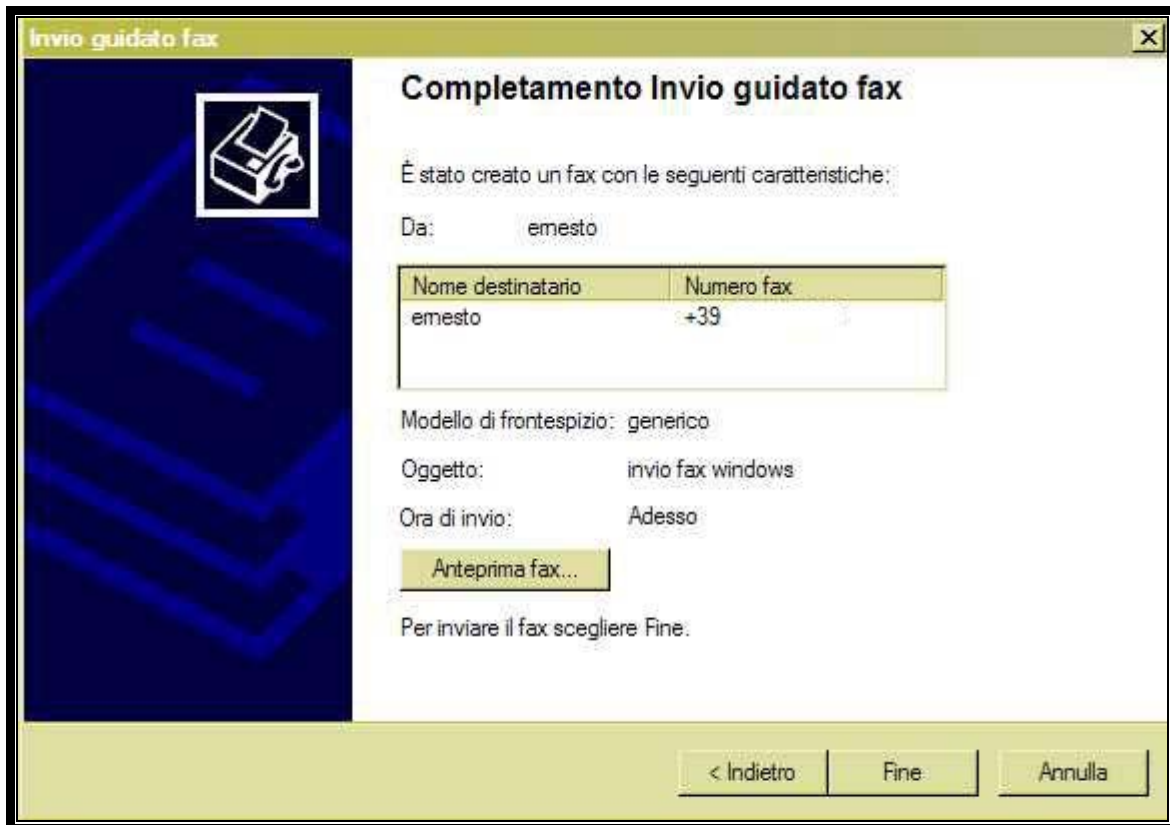 Invio guidato fax
Completamento Invio guidato fax
È stato creato un fax con le seguenti caratteristiche:
Da: ernesto
Nome destinatario Numero fax
ernesto +39
Modello di frontespizio: generico
Oggetto: invio fax windows
Ora di invio: Adesso
Anteprima fax...
Per inviare il fax scegliere Fine.
< Indietro Fine Annulla